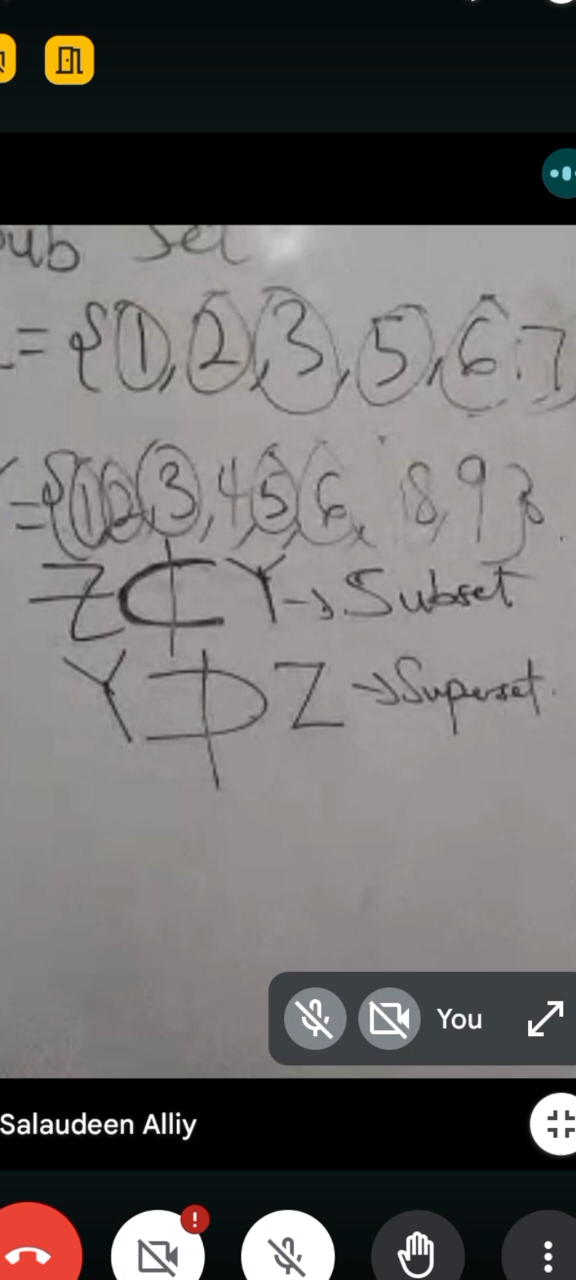 ub Set
= {1, 2, 3, 5, 6, 7
Y = {1, 2, 3, 4, 5, 6, 8, 9}
Z ⊄ Y → Subset
Y ⊅ Z → Superset.
You
Salaudeen Alliy
!